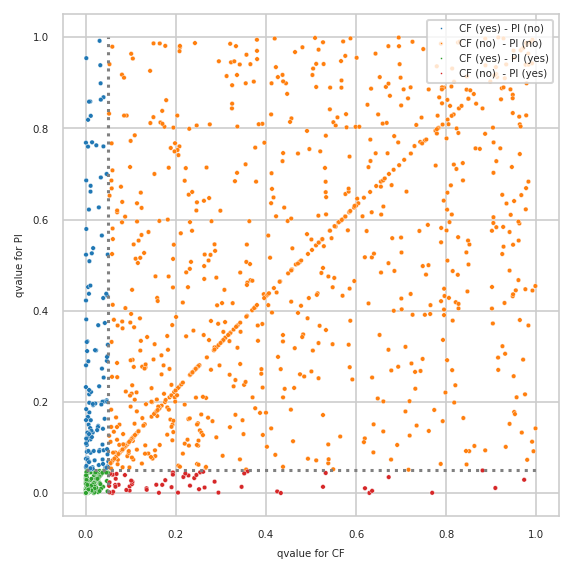 CF (yes) - PI (no)
CF (no) - PI (no)
CF (yes) - PI (yes)
CF (no) - PI (yes)
1.0
0.8
0.6
0.4
0.2
0.0
qvalue for PI
0.0 0.2 0.4 0.6 0.8 1.0
qvalue for CF